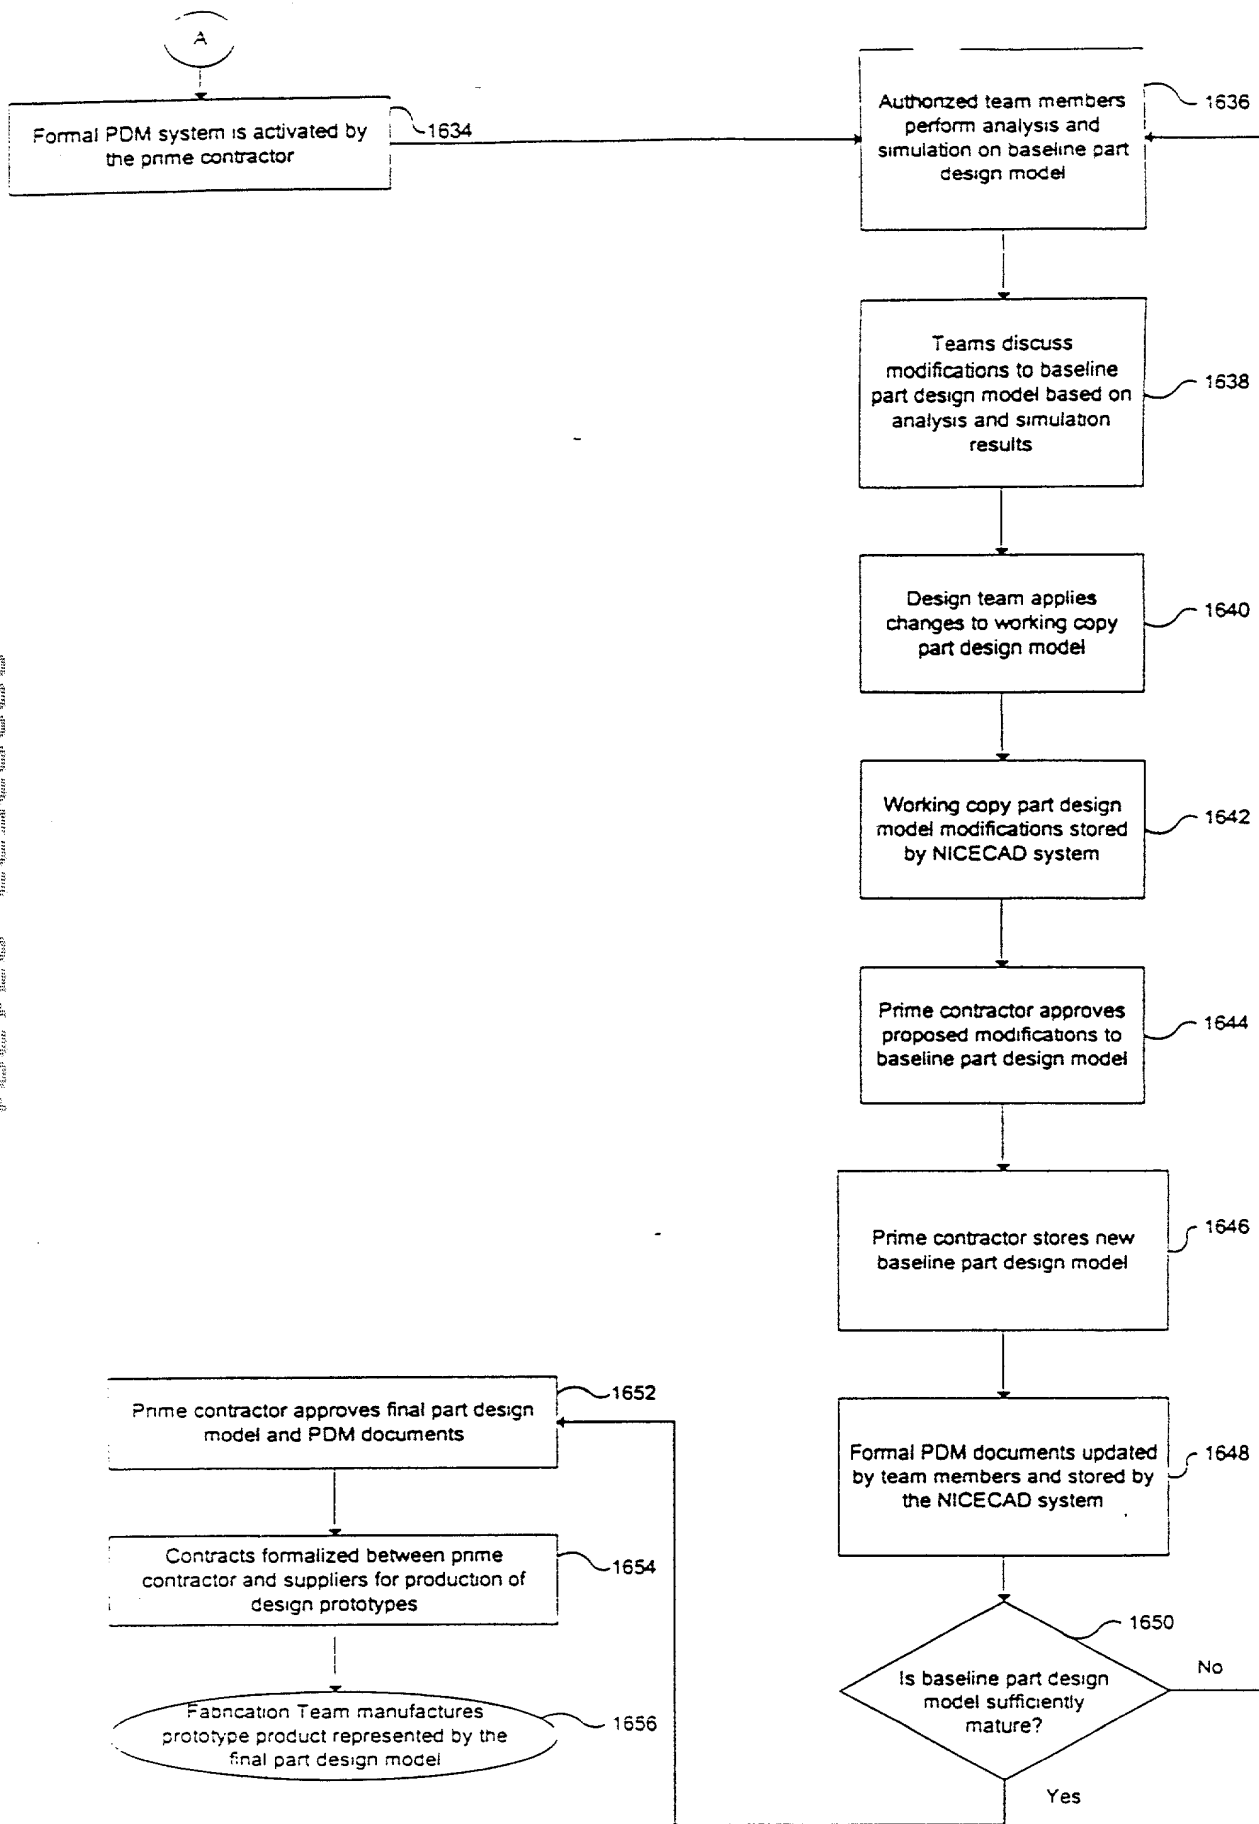 A
Formal PDM system is activated by
the prime contractor
1634
Authorized team members
perform analysis and
simulation on baseline part
design model
1636
Teams discuss
modifications to baseline
part design model based on
analysis and simulation
results
1638
Design team applies
changes to working copy
part design model
1640
Working copy part design
model modifications stored
by NICECAD system
1642
Prime contractor approves
proposed modifications to
baseline part design model
1644
Prime contractor stores new
baseline part design model
1646
Formal PDM documents updated
by team members and stored by
the NICECAD system
1648
Is baseline part design
model sufficiently
mature?
1650
No
Yes
Prime contractor approves final part design
model and PDM documents
1652
Contracts formalized between prime
contractor and suppliers for production of
design prototypes
1654
Fabrication Team manufactures
prototype product represented by the
final part design model
1656